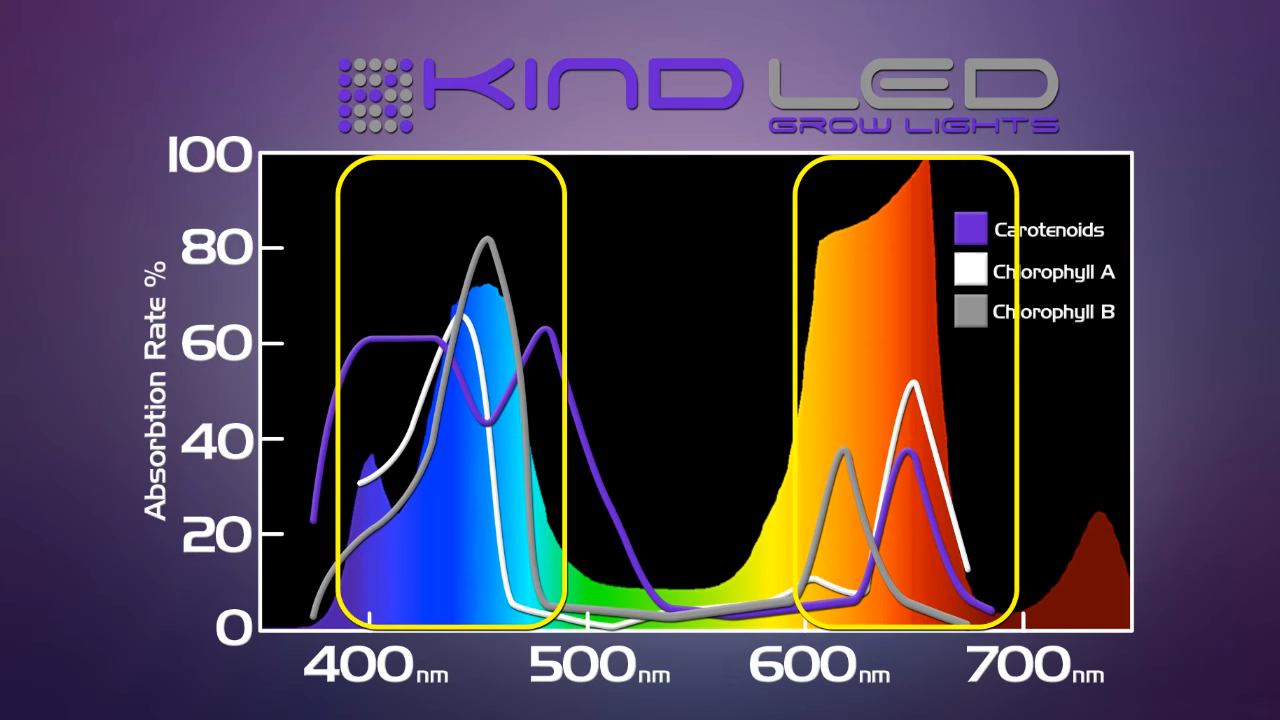 KIND LED
GROW LIGHTS
Absorbtion Rate %
100
80
60
40
20
0
Carotenoids
Chlorophyll A
Chlorophyll B
400nm 500nm 600nm 700nm